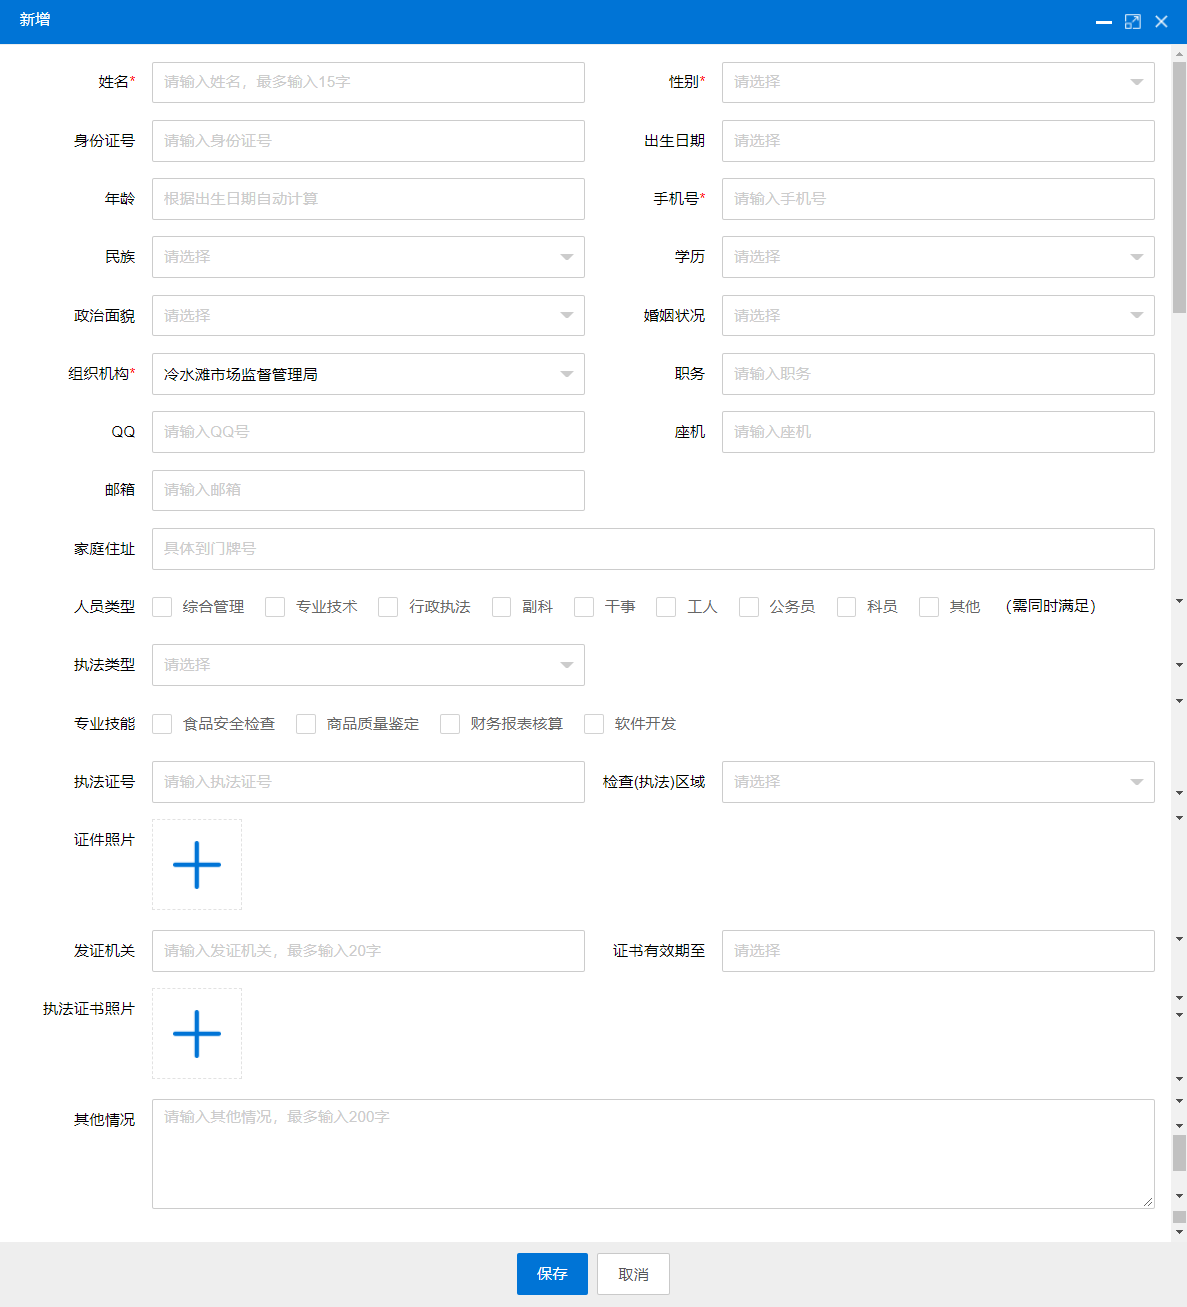 新增
姓名* 请输入姓名，最多输入15字 性别* 请选择
身份证号 请输入身份证号 出生日期 请选择
年龄 根据出生日期自动计算 手机号* 请输入手机号
民族 请选择 学历 请选择
政治面貌 请选择 婚姻状况 请选择
组织机构* 冷水滩市场监督管理局 职务 请输入职务
QQ 请输入QQ号 座机 请输入座机
邮箱 请输入邮箱
家庭住址 具体到门牌号
人员类型 综合管理 专业技术 行政执法 副科 干事 工人 公务员 科员 其他 （需同时满足）
执法类型 请选择
专业技能 食品安全检查 商品质量鉴定 财务报表核算 软件开发
执法证号 请输入执法证号 检查(执法)区域 请选择
证件照片
发证机关 请输入发证机关，最多输入20字 证书有效期至 请选择
执法证书照片
其他情况 请输入其他情况，最多输入200字
保存 取消